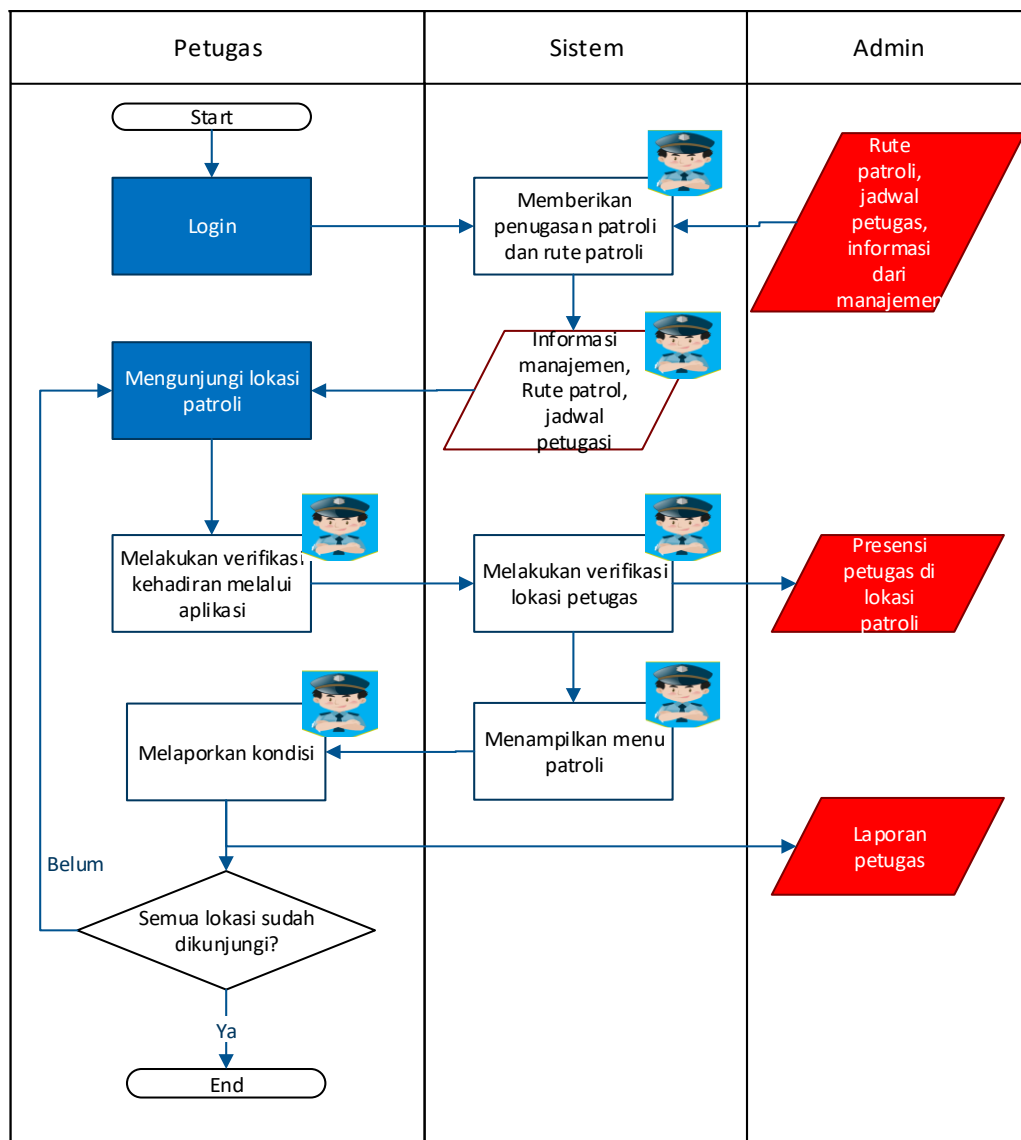 Petugas
Sistem
Admin
Start
Login
Memberikan
penugasan patroli
dan rute patroli
Rute
patroli,
jadwal
petugas,
informasi
dari
manajemen
Mengunjungi lokasi
patroli
Informasi
manajemen,
Rute patrol,
jadwal
petugasi
Melakukan verifikasi
kehadiran melalui
aplikasi
Melakukan verifikasi
lokasi petugas
Presensi
petugas di
lokasi
patroli
Melaporkan kondisi
Menampilkan menu
patroli
Laporan
petugas
Belum
Semua lokasi sudah
dikunjungi?
Ya
End